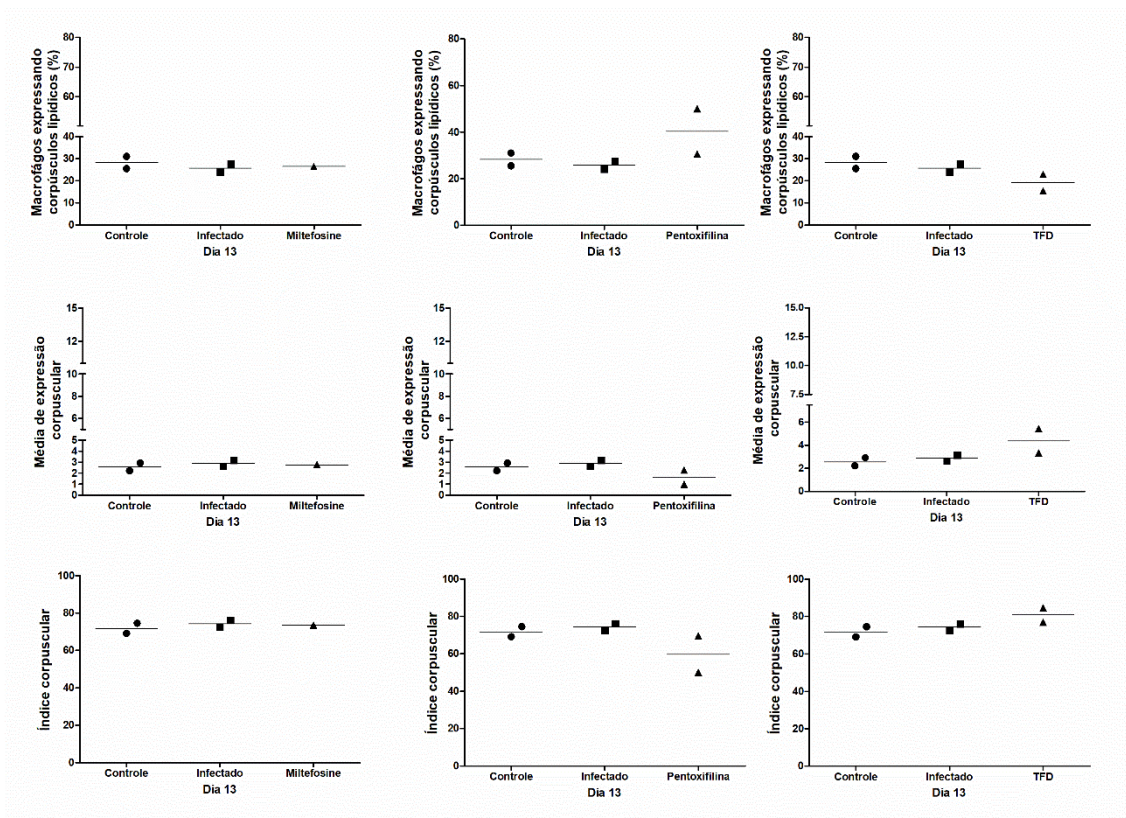 Macrofágos expressando
corpúsculos lipídicos (%)
80
70
60
40
30
20
10
0
Controle Infectado Miltefosine
Dia 13
Macrofágos expressando
corpúsculos lipídicos (%)
80
60
40
20
0
Controle Infectado Pentoxifilina
Dia 13
Macrofágos expressando
corpúsculos lipídicos (%)
80
70
60
40
30
20
10
0
Controle Infectado TFD
Dia 13
Média de expressão
corpuscular
15
12
10
8
6
5
4
3
2
1
0
Controle Infectado Miltefosine
Dia 13
Média de expressão
corpuscular
15
12
10
8
6
5
4
3
2
1
0
Controle Infectado Pentoxifilina
Dia 13
Média de expressão
corpuscular
15.0
12.5
10.0
7.5
6
4
2
0
Controle Infectado TFD
Dia 13
Índice corpuscular
100
80
60
40
20
0
Controle Infectado Miltefosine
Dia 13
Índice corpuscular
100
80
60
40
20
0
Controle Infectado Pentoxifilina
Dia 13
Índice corpuscular
100
80
60
40
20
0
Controle Infectado TFD
Dia 13